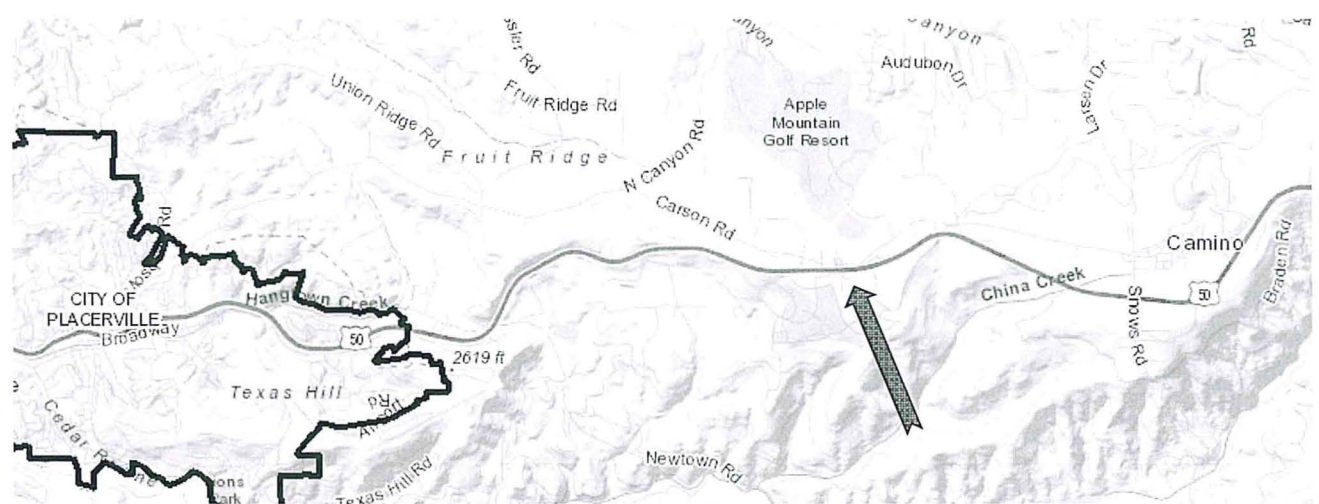 Union Ridge Rd
Fruit Ridge Rd
Fruit Ridge
N Canyon Rd
Carson Rd
Apple
Mountain
Golf Resort
Audubon Dr
Larsen Dr
Rd
Rd
Hangtown Creek
CITY OF
PLACERVILLE
Broadway
50
2619 ft
Texas Hill
Airport
Rd
Cedar
Texas Hill Rd
Newtown Rd
China Creek
Snows Rd
Camino
50
Braden Rd